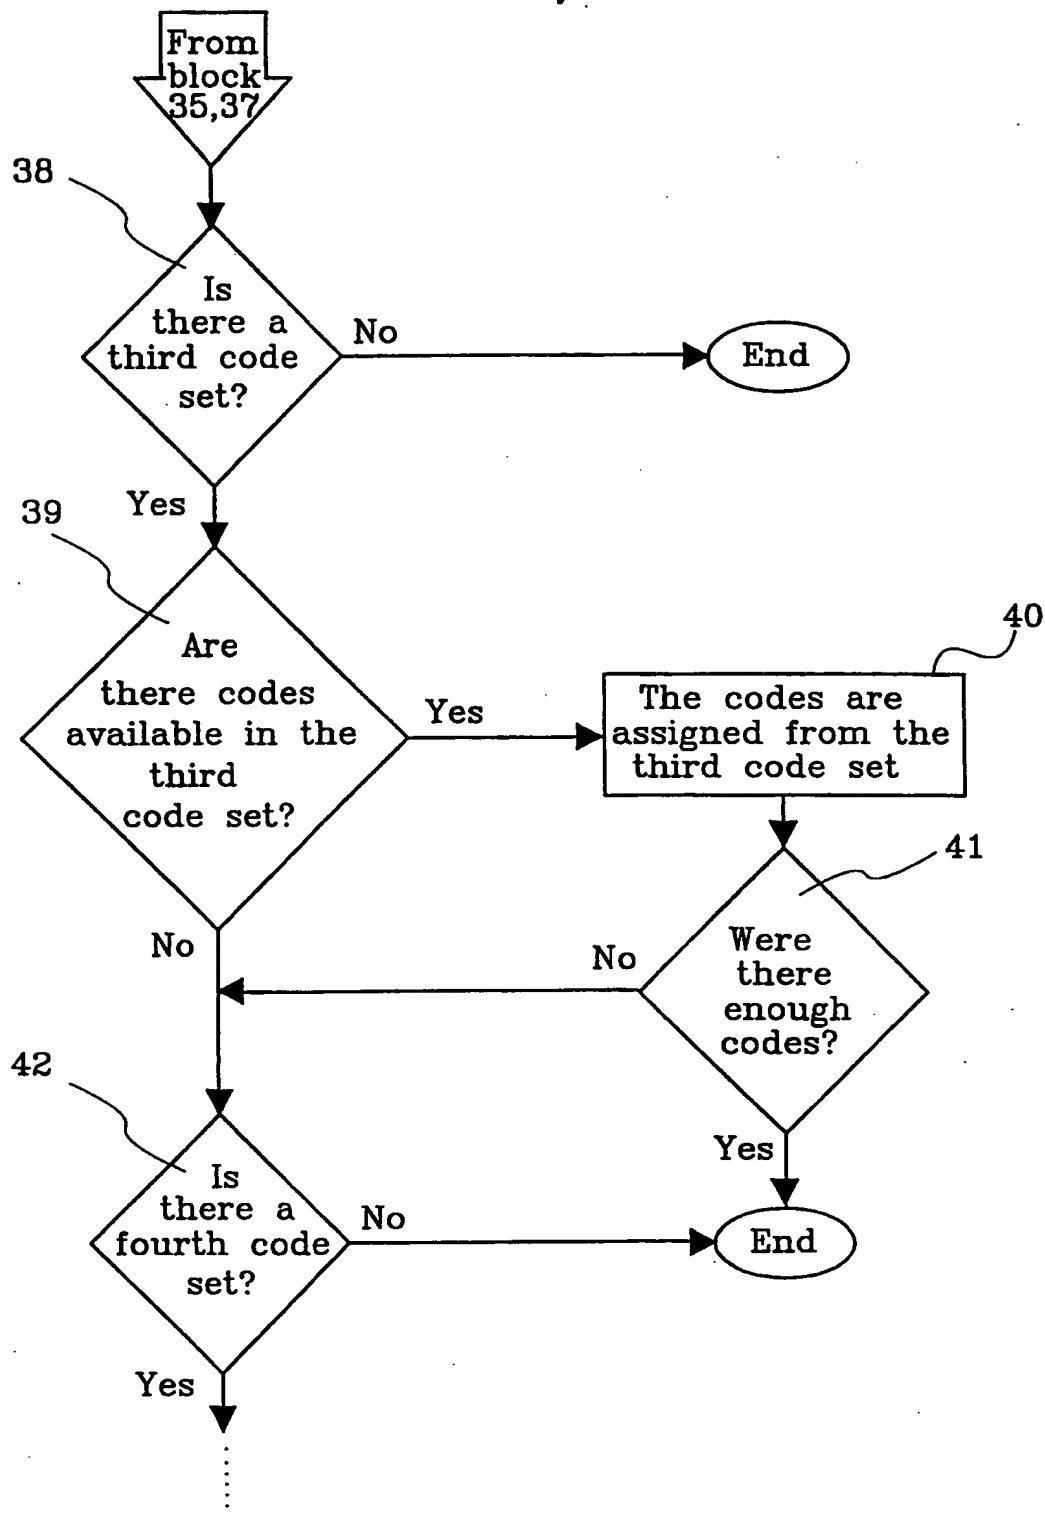 From
block
35,37
38
Is
there a
third code
set?
No
End
Yes
39
Are
there codes
available in the
third
code set?
Yes
40
The codes are
assigned from the
third code set
41
Were
there
enough
codes?
No
No
Yes
42
Is
there a
fourth code
set?
No
End
Yes